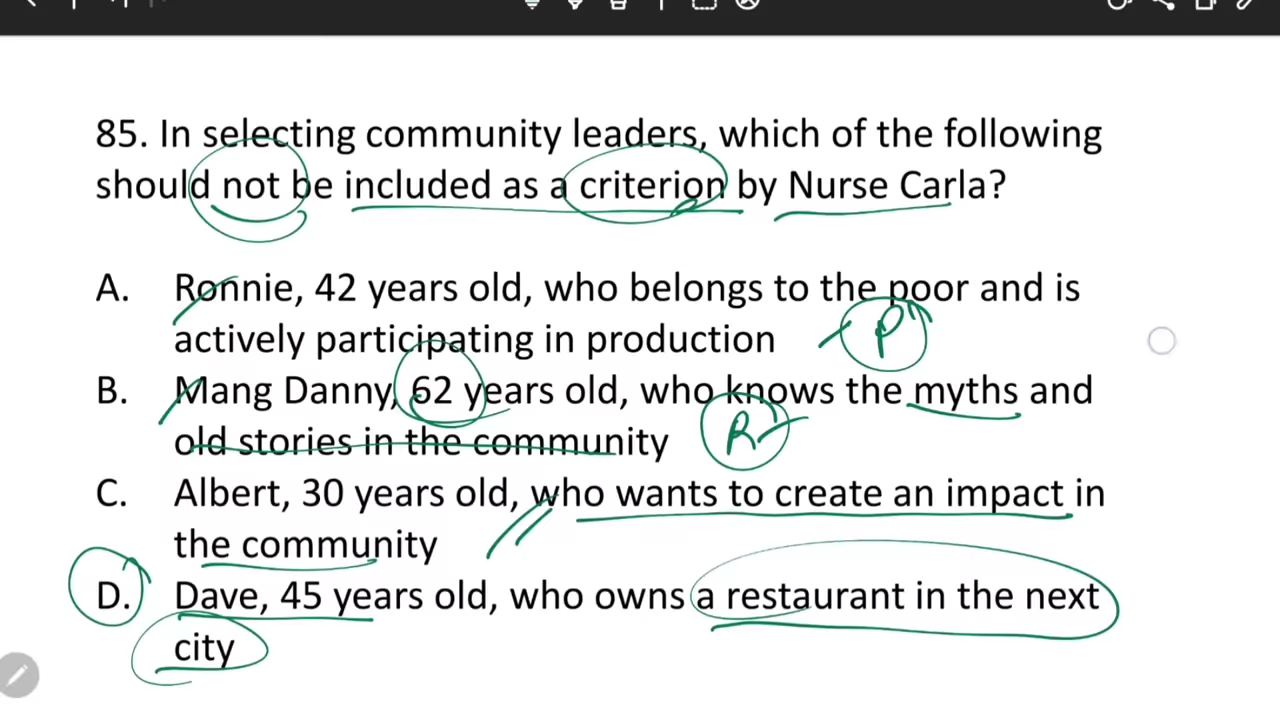 85. In selecting community leaders, which of the following
should not be included as a criterion by Nurse Carla?
A. Ronnie, 42 years old, who belongs to the poor and is
actively participating in production P
B. Mang Danny, 62 years old, who knows the myths and
old stories in the community R
C. Albert, 30 years old, who wants to create an impact in
the community
D. Dave, 45 years old, who owns a restaurant in the next
city